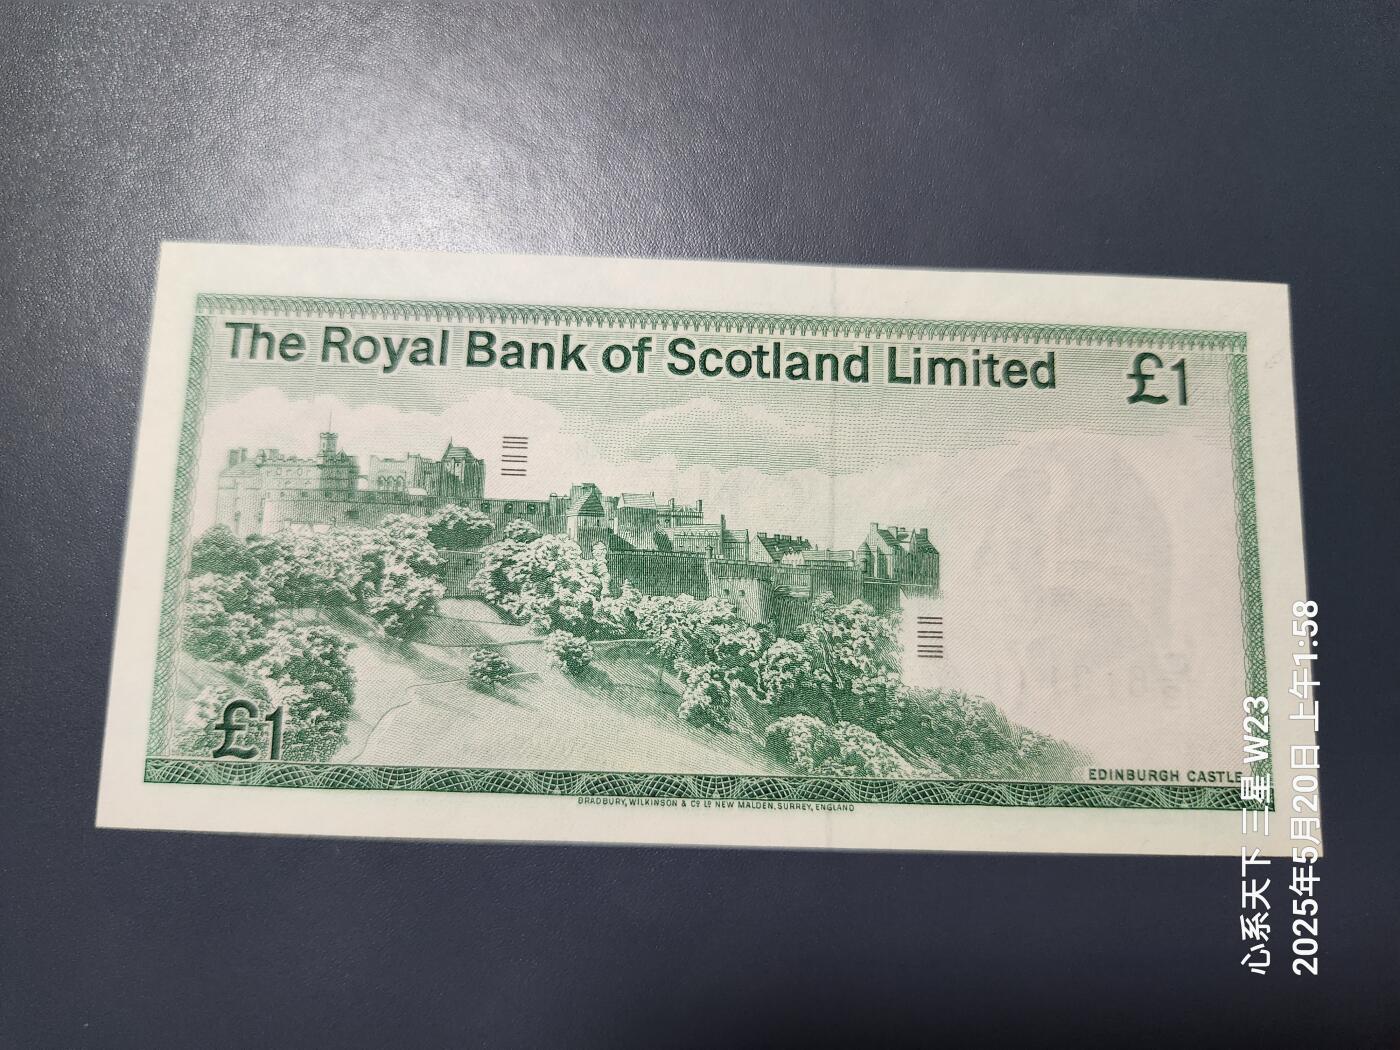 The Royal Bank of Scotland Limited
£1
£1
EDINBURGH CASTLE
BRADBURY, WILKINSON & Cº Lº NEW MALDEN, SURREY, ENGLAND
心系天下 三星 W23
2025年5月20日 上午1:58